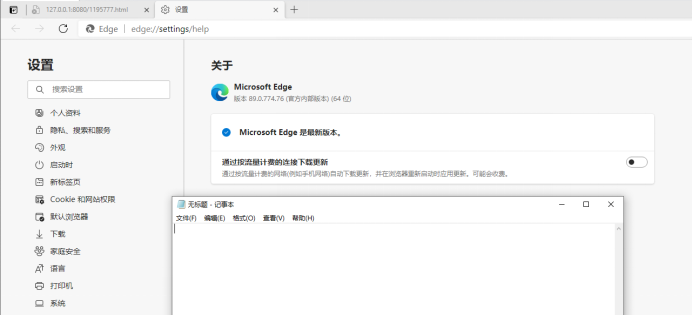 127.0.0.1:8080/1195777.html
设置
Edge | edge://settings/help
设置
搜索设置
个人资料
隐私、搜索和服务
外观
启动时
新标签页
Cookie 和网站权限
默认浏览器
下载
家庭安全
语言
打印机
系统
关于
Microsoft Edge
版本 89.0.774.76 (官方内部版本) (64 位)
Microsoft Edge 是最新版本。
通过按流量计费的连接下载更新
通过按流量计费的网络(例如手机网络)自动下载更新，并在浏览器重新启动时应用更新。可能会收费。
无标题 - 记事本
文件(F) 编辑(E) 格式(O) 查看(V) 帮助(H)